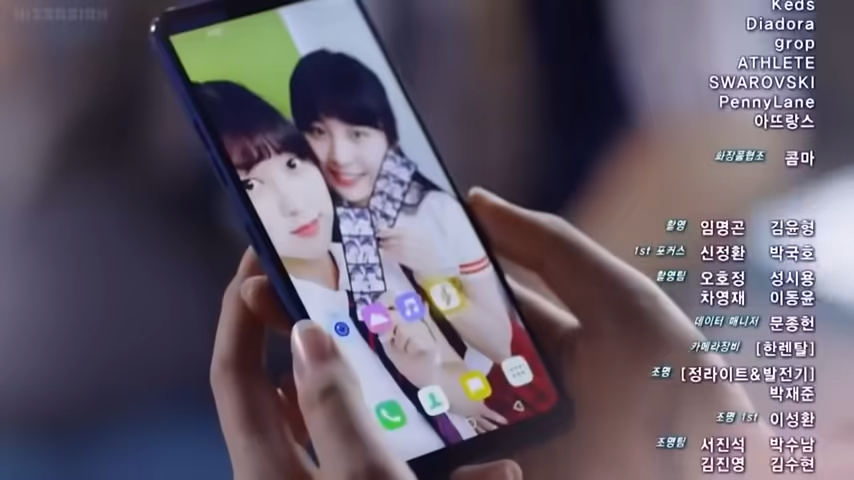 Keds
Diadora
grop
ATHLETE
SWAROVSKI
PennyLane
아뜨랑스
화장품협조 콤마
촬영 임명곤 김윤형
1st 포커스 신정환 박국호
촬영팀 오호정 성시용
차영재 이동윤
데이터 매니저 문종헌
카메라장비 [한렌탈]
조명 [정라이트&발전기]
박재준
조명 1st 이성환
조명팀 서진석 박수남
김진영 김수현